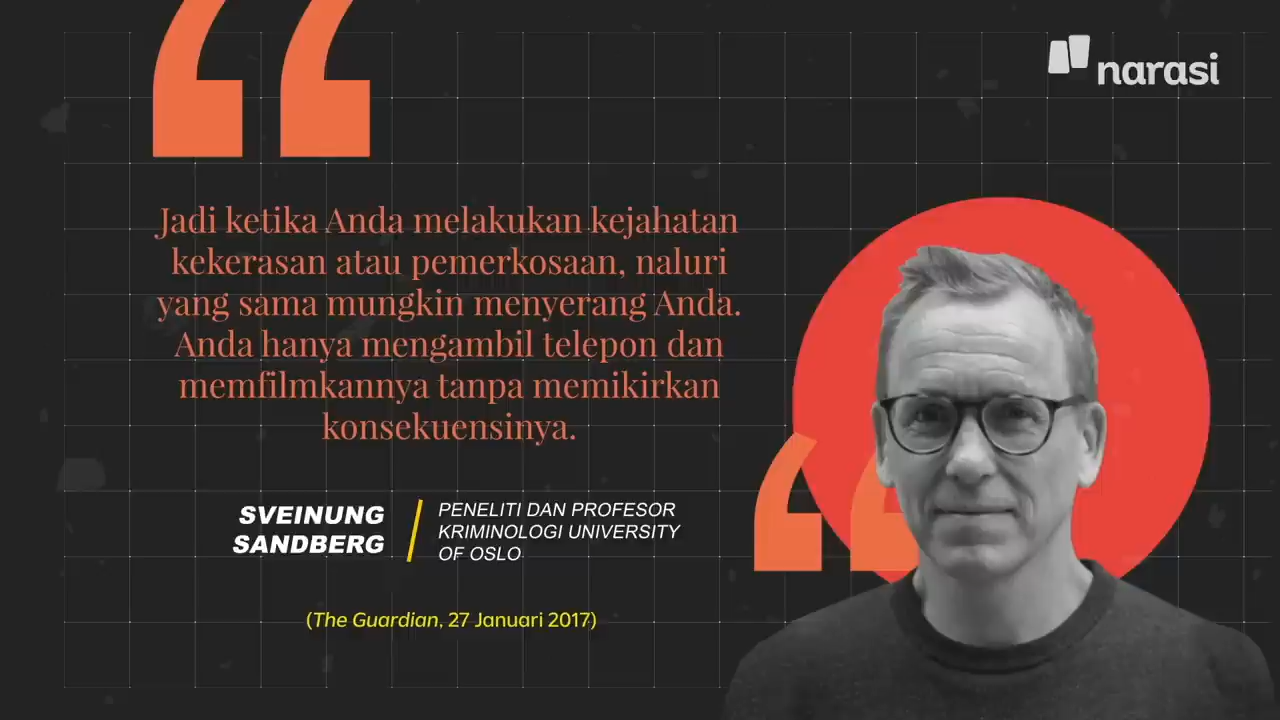 narasi
Jadi ketika Anda melakukan kejahatan
kekerasan atau pemerkosaan, naluri
yang sama mungkin menyerang Anda.
Anda hanya mengambil telepon dan
memfilmkannya tanpa memikirkan
konsekuensinya.
SVEINUNG
SANDBERG
PENELITI DAN PROFESOR
KRIMINOLOGI UNIVERSITY
OF OSLO
(The Guardian, 27 Januari 2017)